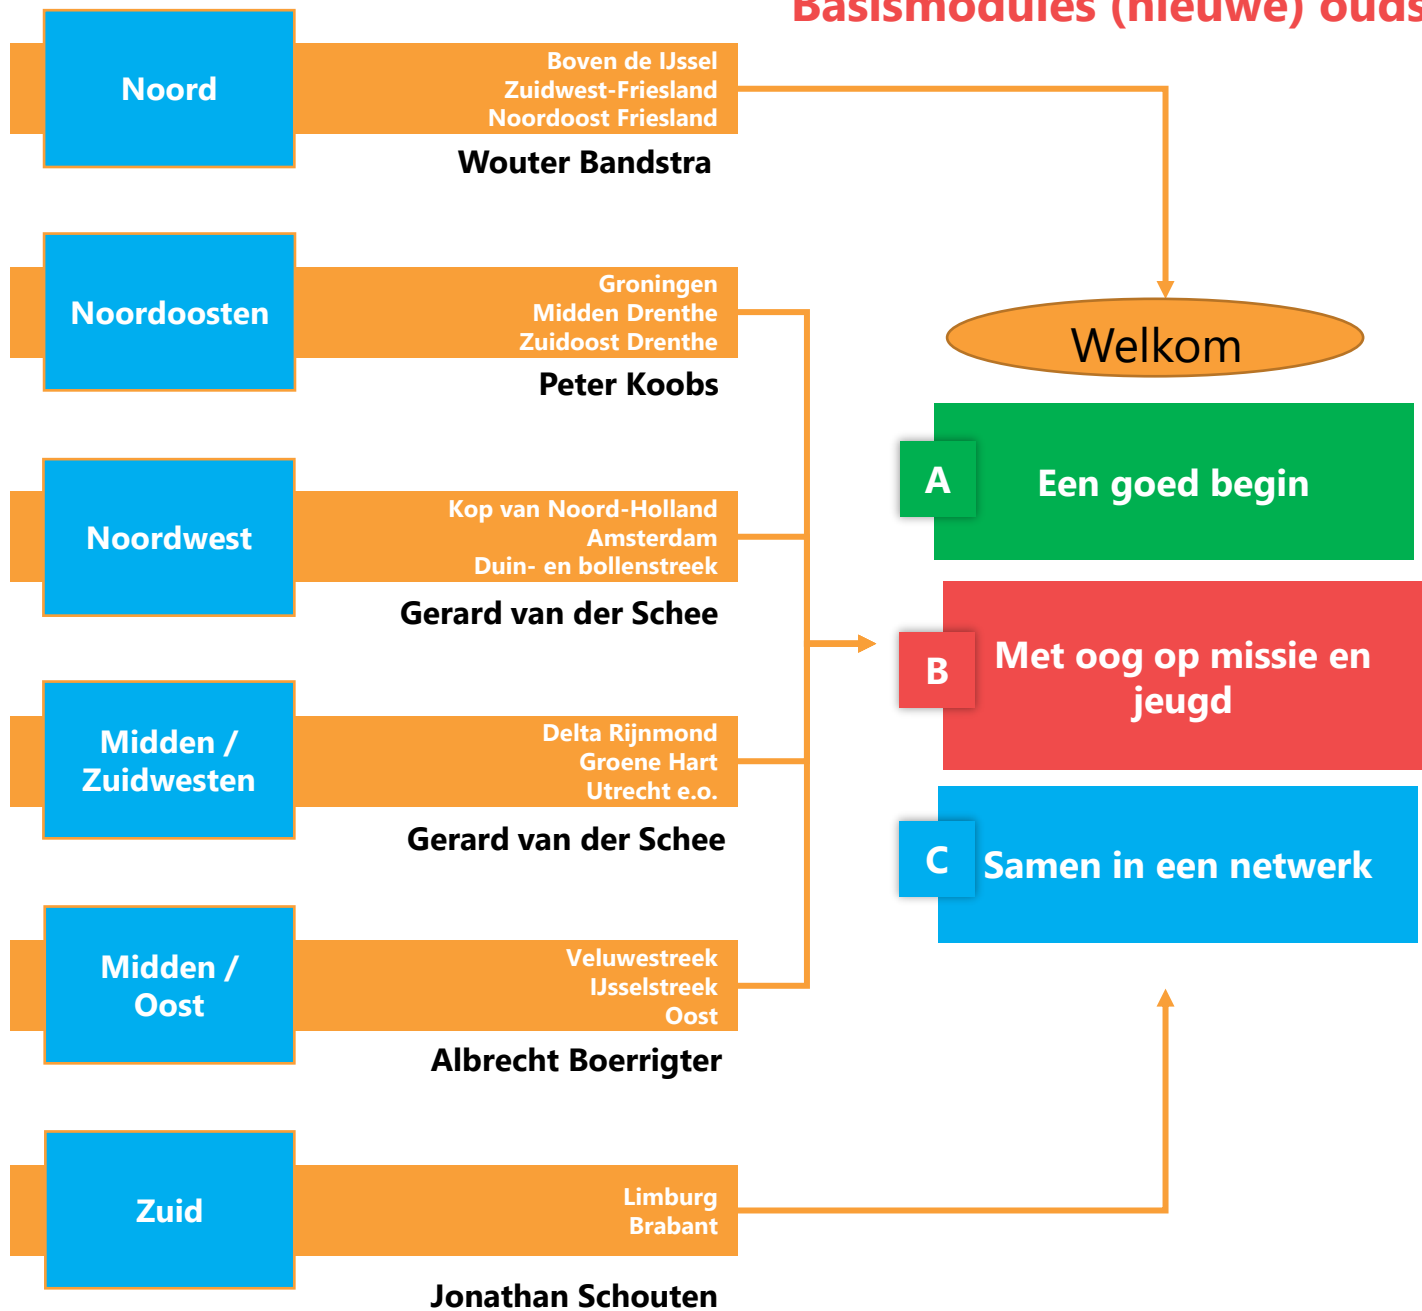 Basismodules (nieuwe)
Noord
Boven de IJssel
Zuidwest-Friesland
Noordoost Friesland
Wouter Bandstra
Noordoosten
Groningen
Midden Drenthe
Zuidoost Drenthe
Peter Koobs
Noordwest
Kop van Noord-Holland
Amsterdam
Duin- en bollenstreek
Gerard van der Schee
Midden /
Zuidwesten
Delta Rijnmond
Groene Hart
Utrecht e.o.
Gerard van der Schee
Midden /
Oost
Veluwestreek
IJsselstreek
Oost
Albrecht Boerrigter
Zuid
Limburg
Brabant
Jonathan Schouten
Welkom
A
Een goed begin
B
Met oog op missie en
jeugd
C
Samen in een netwerk